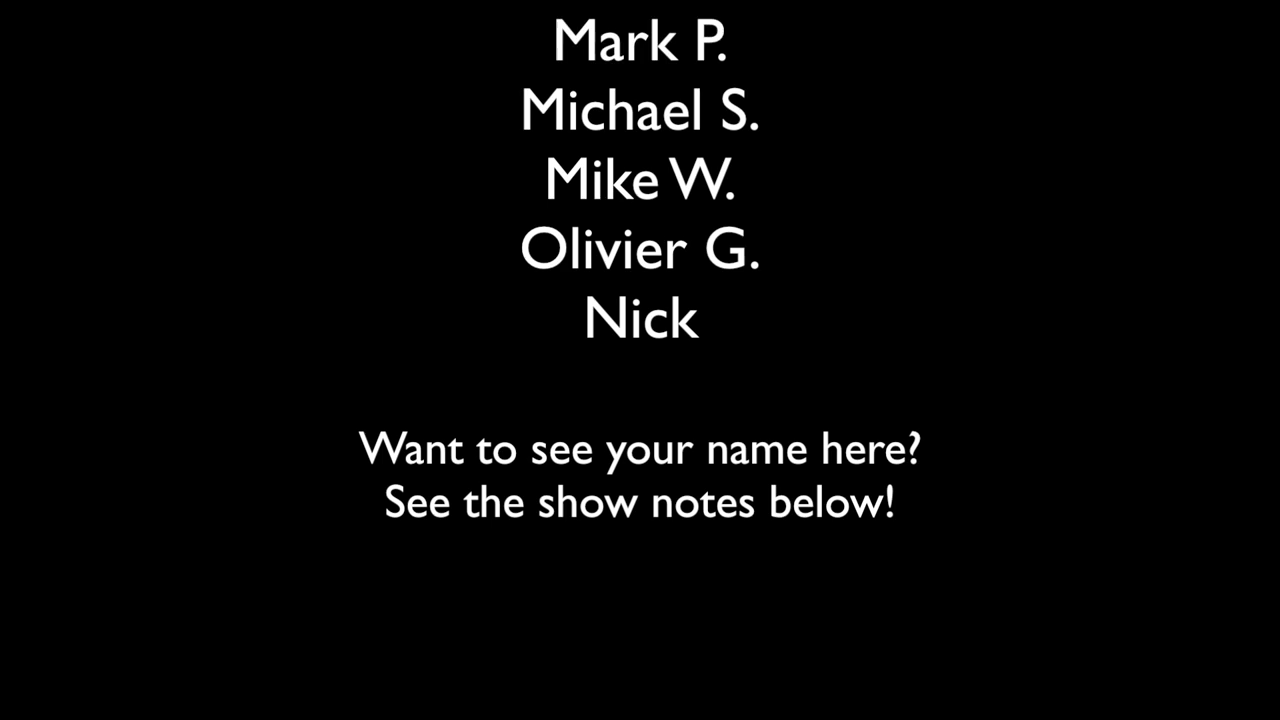 Mark P.
Michael S.
Mike W.
Olivier G.
Nick
Want to see your name here?
See the show notes below!